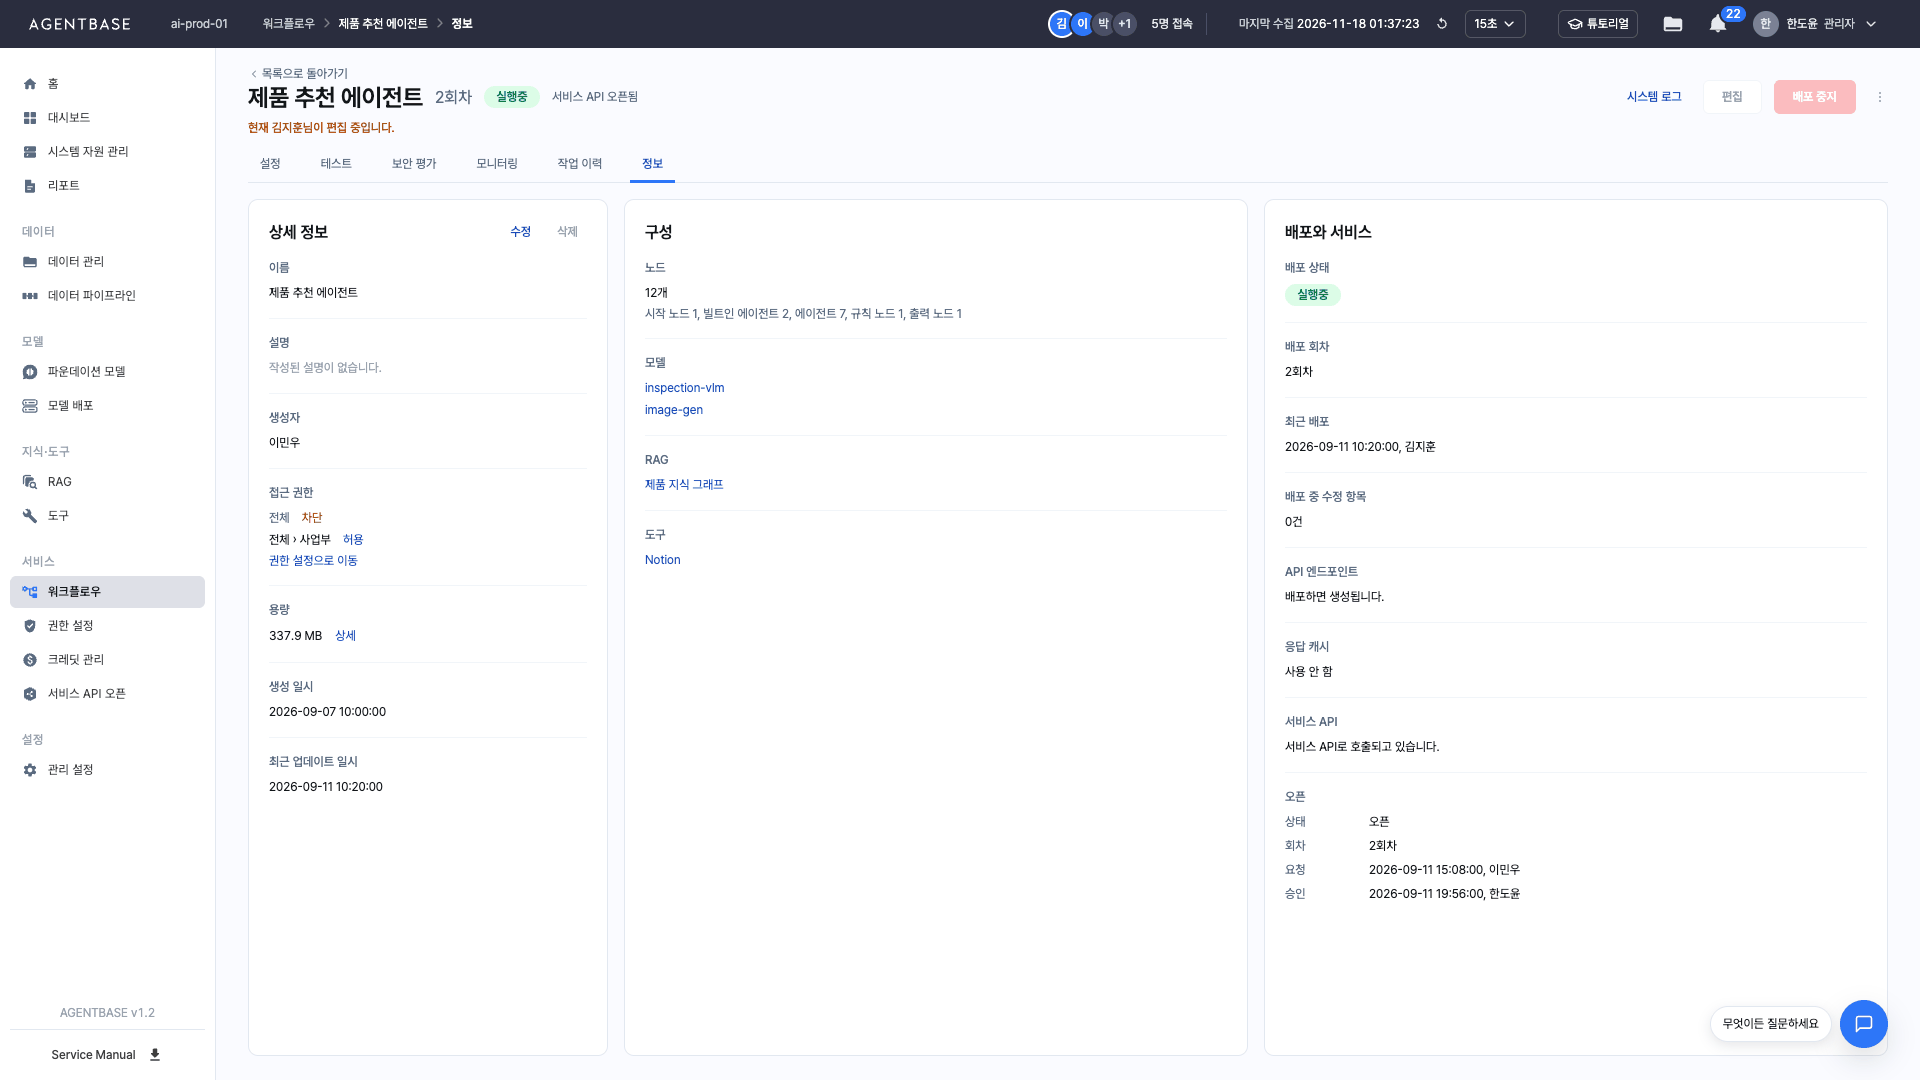 AGENTBASE
ai-prod-01
워크플로우 > 제품 추천 에이전트 > 정보
김 이 박 +1 5명 접속
마지막 수집 2026-11-18 01:37:23
15초
튜토리얼
22
한 한도윤 관리자
홈
대시보드
시스템 자원 관리
리포트
데이터
데이터 관리
데이터 파이프라인
모델
파운데이션 모델
모델 배포
지식·도구
RAG
도구
서비스
워크플로우
권한 설정
크레딧 관리
서비스 API 오픈
설정
관리 설정
AGENTBASE v1.2
Service Manual
목록으로 돌아가기
제품 추천 에이전트 2회차 실행중 서비스 API 오픈됨
현재 김지훈님이 편집 중입니다.
시스템 로그 편집 배포 중지
설정 테스트 보안 평가 모니터링 작업 이력 정보
상세 정보 수정 삭제
이름
제품 추천 에이전트
설명
작성된 설명이 없습니다.
생성자
이민우
접근 권한
전체 차단
전체 › 사업부 허용
권한 설정으로 이동
용량
337.9 MB 상세
생성 일시
2026-09-07 10:00:00
최근 업데이트 일시
2026-09-11 10:20:00
구성
노드
12개
시작 노드 1, 빌트인 에이전트 2, 에이전트 7, 규칙 노드 1, 출력 노드 1
모델
inspection-vlm
image-gen
RAG
제품 지식 그래프
도구
Notion
배포와 서비스
배포 상태
실행중
배포 회차
2회차
최근 배포
2026-09-11 10:20:00, 김지훈
배포 중 수정 항목
0건
API 엔드포인트
배포하면 생성됩니다.
응답 캐시
사용 안 함
서비스 API
서비스 API로 호출되고 있습니다.
오픈
상태 오픈
회차 2회차
요청 2026-09-11 15:08:00, 이민우
승인 2026-09-11 19:56:00, 한도윤
무엇이든 질문하세요